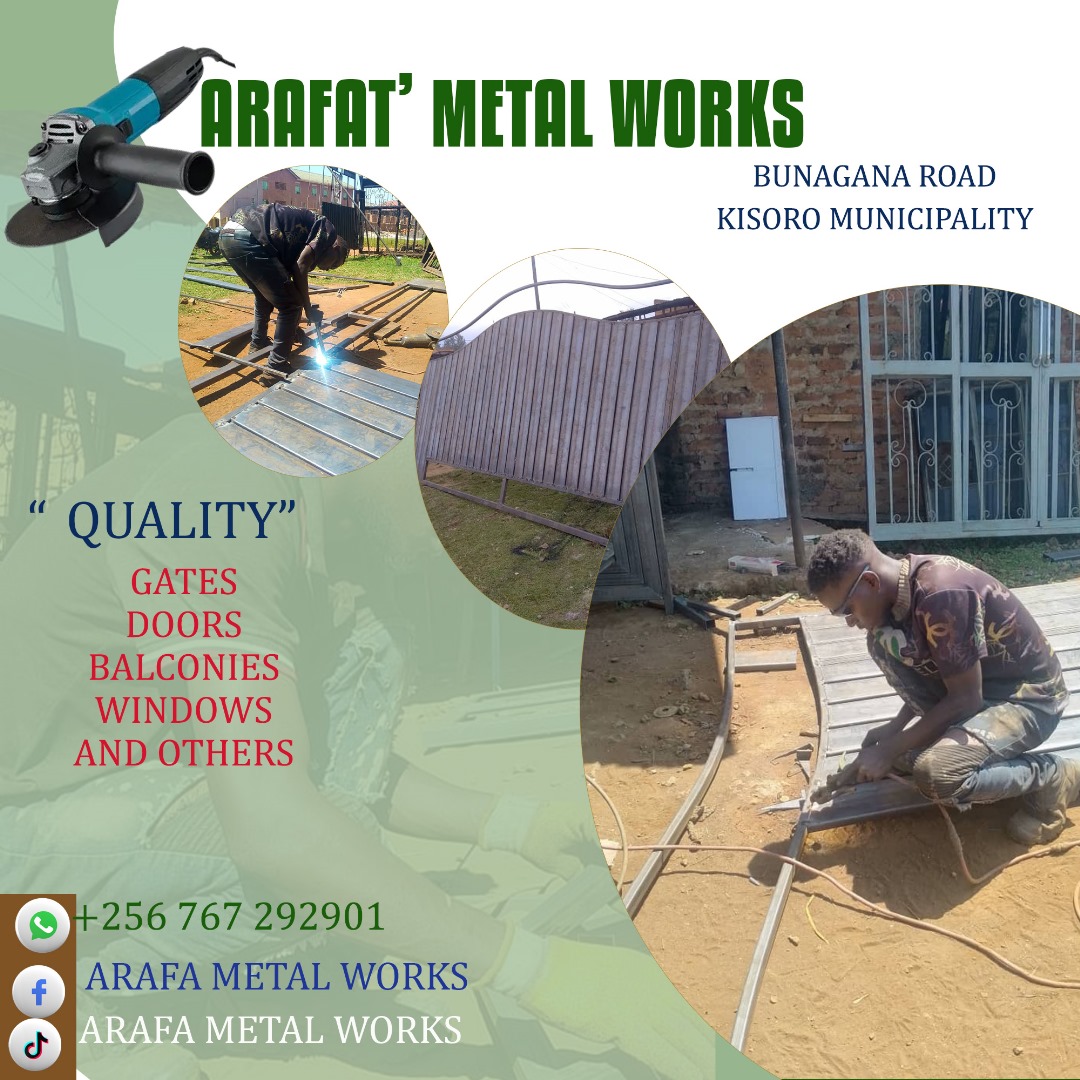 ARAFAT' METAL WORKS
BUNAGANA ROAD
KISORO MUNICIPALITY
“ QUALITY”
GATES
DOORS
BALCONIES
WINDOWS
AND OTHERS
+256 767 292901
ARAFA METAL WORKS
ARAFA METAL WORKS